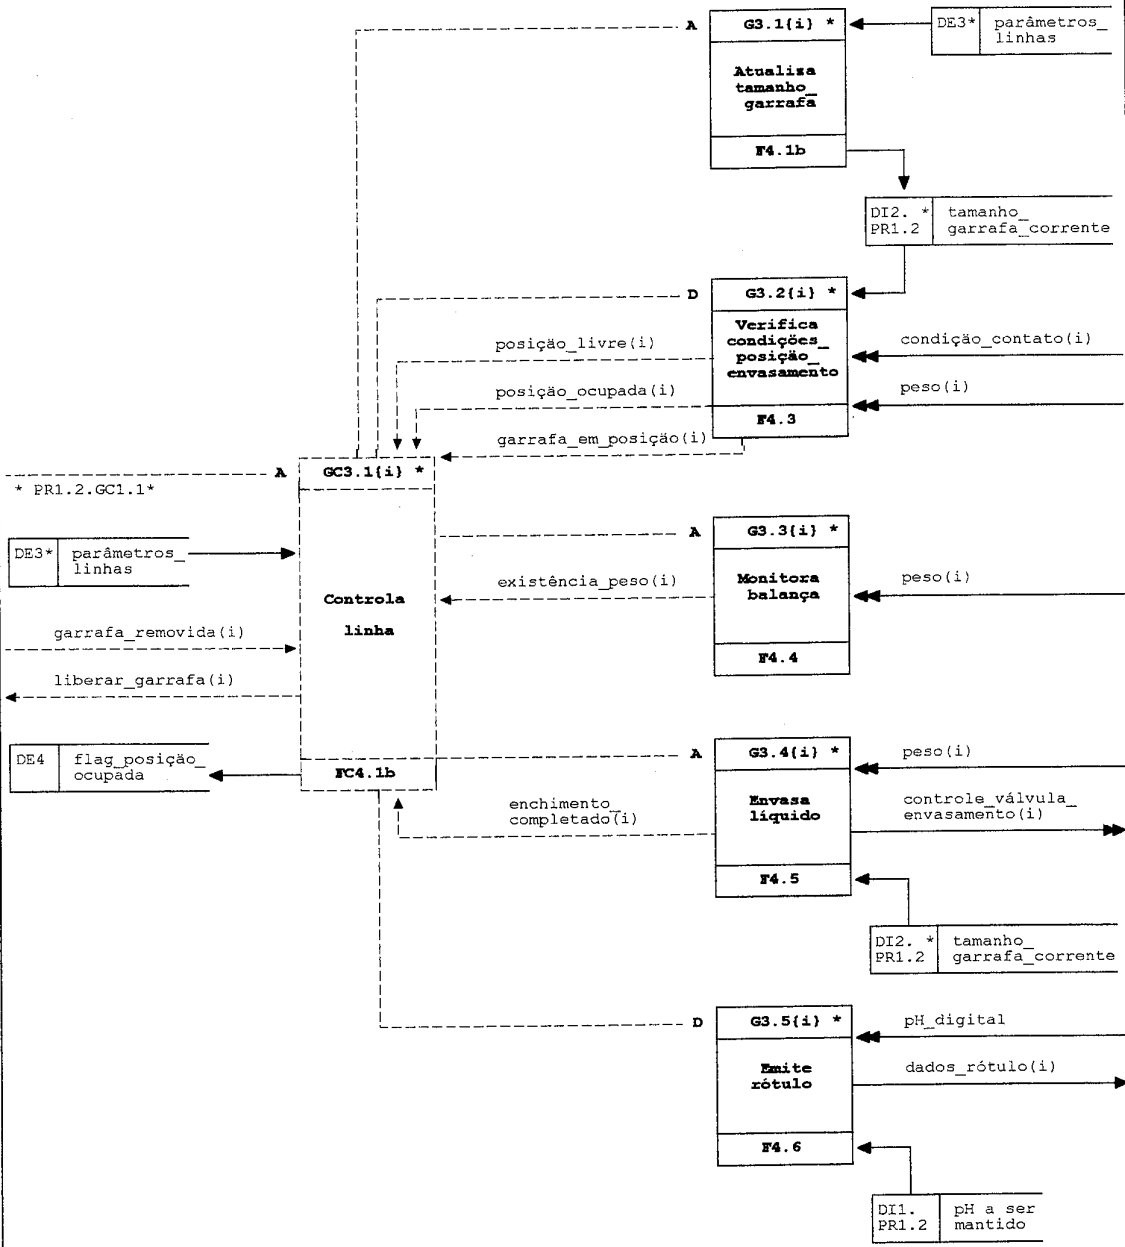 A
G3.1{i} *
DE3*
parâmetros_
linhas
Atualiza
tamanho_
garrafa
F4.1b
DI2. *
PR1.2
tamanho_
garrafa_corrente
D
G3.2{i} *
Verifica
condições_
posição_
envasamento
F4.3
posição_livre(i)
condição_contato(i)
posição_ocupada(i)
peso(i)
garrafa_em_posição(i)
A
GC3.1{i} *
* PR1.2.GC1.1*
DE3*
parâmetros_
linhas
Controla
linha
garrafa_removida(i)
liberar_garrafa(i)
DE4
flag_posição_
ocupada
FC4.1b
A
G3.3{i} *
existência_peso(i)
Monitora
balança
peso(i)
F4.4
A
G3.4{i} *
peso(i)
Envasa
líquido
controle_válvula_
envasamento(i)
enchimento_
completado(i)
F4.5
DI2. *
PR1.2
tamanho_
garrafa_corrente
D
G3.5{i} *
pH_digital
Emite
rótulo
dados_rótulo(i)
F4.6
DI1.
PR1.2
pH a ser
mantido